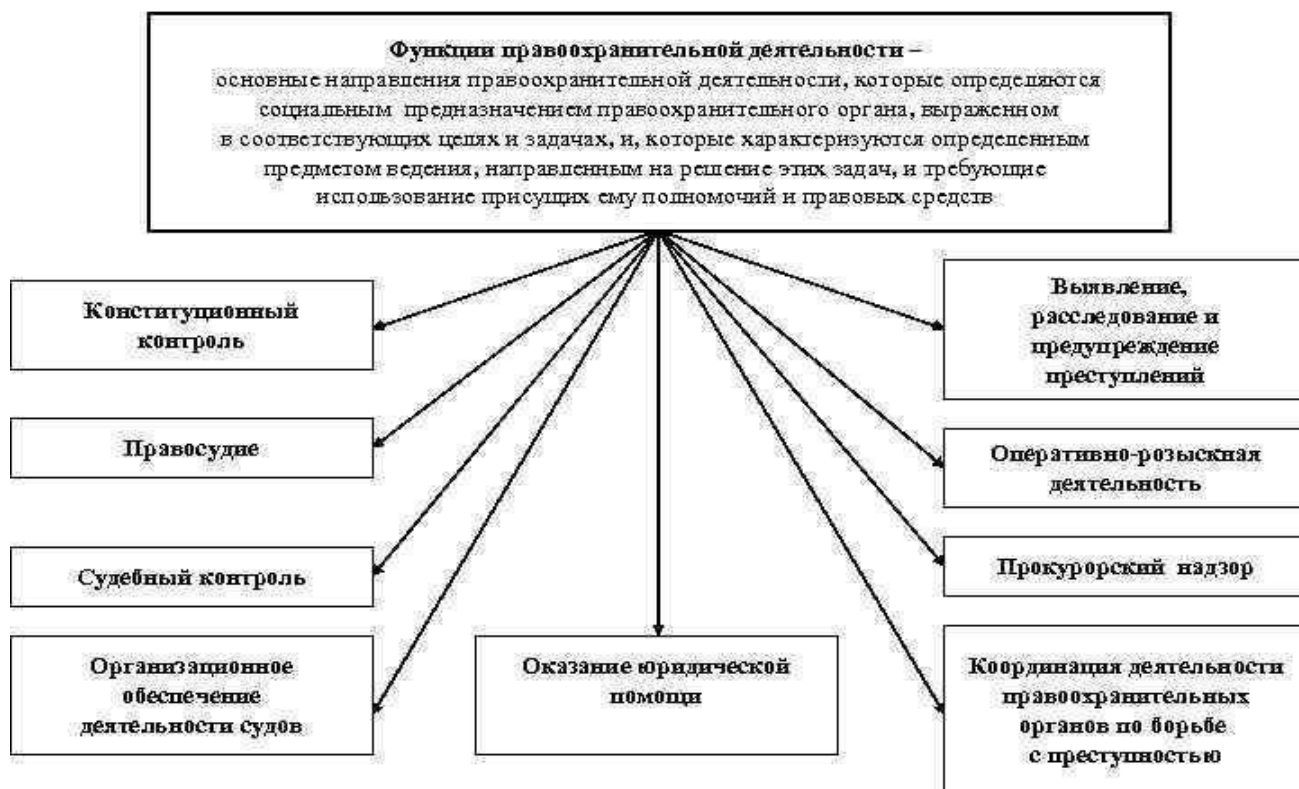 Функции правоохранительной деятельности –
основные направления правоохранительной деятельности, которые определяются
социальным предназначением правоохранительного органа, выраженном
в соответствующих целях и задачах, и, которые характеризуются определенным
предметом ведения, направленным на решение этих задач, и требующие
использование присущих ему полномочий и правовых средств
Конституционный
контроль
Правосудие
Судебный контроль
Организационное
обеспечение
деятельности судов
Оказание юридической
помощи
Выявление,
расследование и
предупреждение
преступлений
Оперативно-розыскная
деятельность
Прокурорский надзор
Координация деятельности
правоохранительных
органов по борьбе
с преступностью